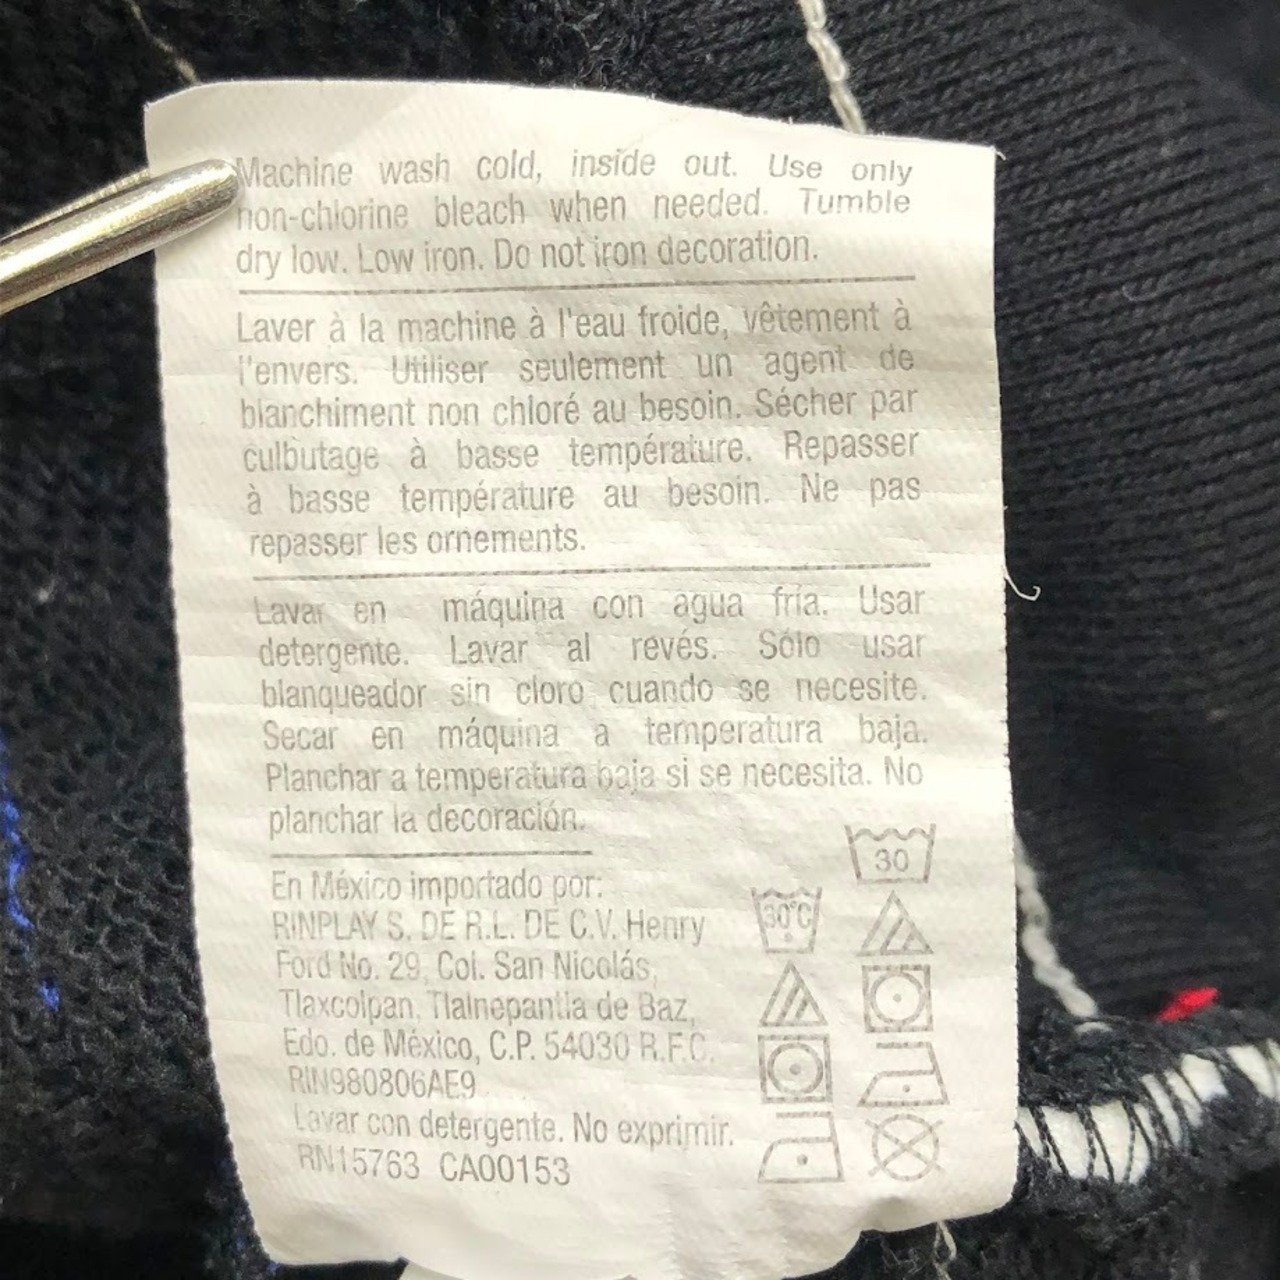 Machine wash cold, inside out. Use only
non-chlorine bleach when needed. Tumble
dry low. Low iron. Do not iron decoration.
Laver à la machine à l'eau froide, vêtement à
l'envers. Utiliser seulement un agent de
blanchiment non chloré au besoin. Sécher par
culbutage à basse température. Repasser
à basse température au besoin. Ne pas
repasser les ornements.
Lavar en máquina con agua fría. Usar
detergente. Lavar al revés. Sólo usar
blanqueador sin cloro cuando se necesite.
Secar en máquina a temperatura baja.
Planchar a temperatura baja si se necesita. No
planchar la decoración.
En México importado por:
RINPLAY S. DE R.L. DE C.V. Henry
Ford No. 29, Col. San Nicolás,
Tlaxcolpan, Tlalnepantla de Baz,
Edo. de México, C.P. 54030 R.F.C.
RIN980806AE9
Lavar con detergente. No exprimir.
RN15763 CA00153
30
30°C